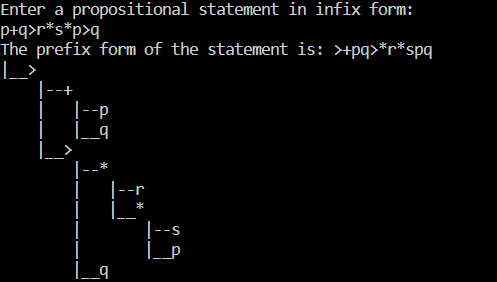 Enter a propositional statement in infix form:
p+q>r*s*p>q
The prefix form of the statement is: >+pq>*r*spq
|__>
    |--+
    |   |--p
    |   |__q
    |__>
        |--*
        |   |--r
        |   |__*
        |       |--s
        |       |__p
        |__q